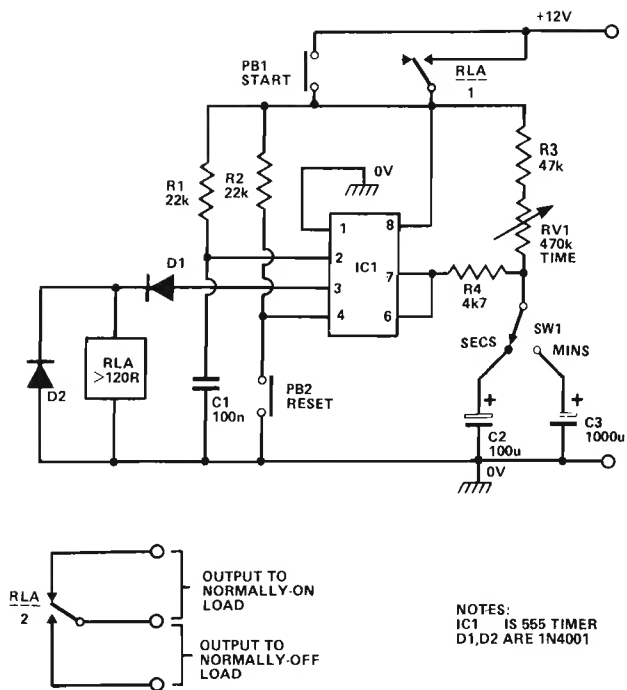 +12V
PB1
START
RLA
1
R1
22k
R2
22k
0V
R3
47k
RV1
470k
TIME
1
2
3
4
8
7
6
IC1
R4
4k7
D1
D2
RLA
>120R
C1
100n
PB2
RESET
SECS
SW1
MINS
+
C2
100u
+
C3
1000u
0V
RLA
2
OUTPUT TO
NORMALLY-ON
LOAD
OUTPUT TO
NORMALLY-OFF
LOAD
NOTES:
IC1 IS 555 TIMER
D1,D2 ARE 1N4001